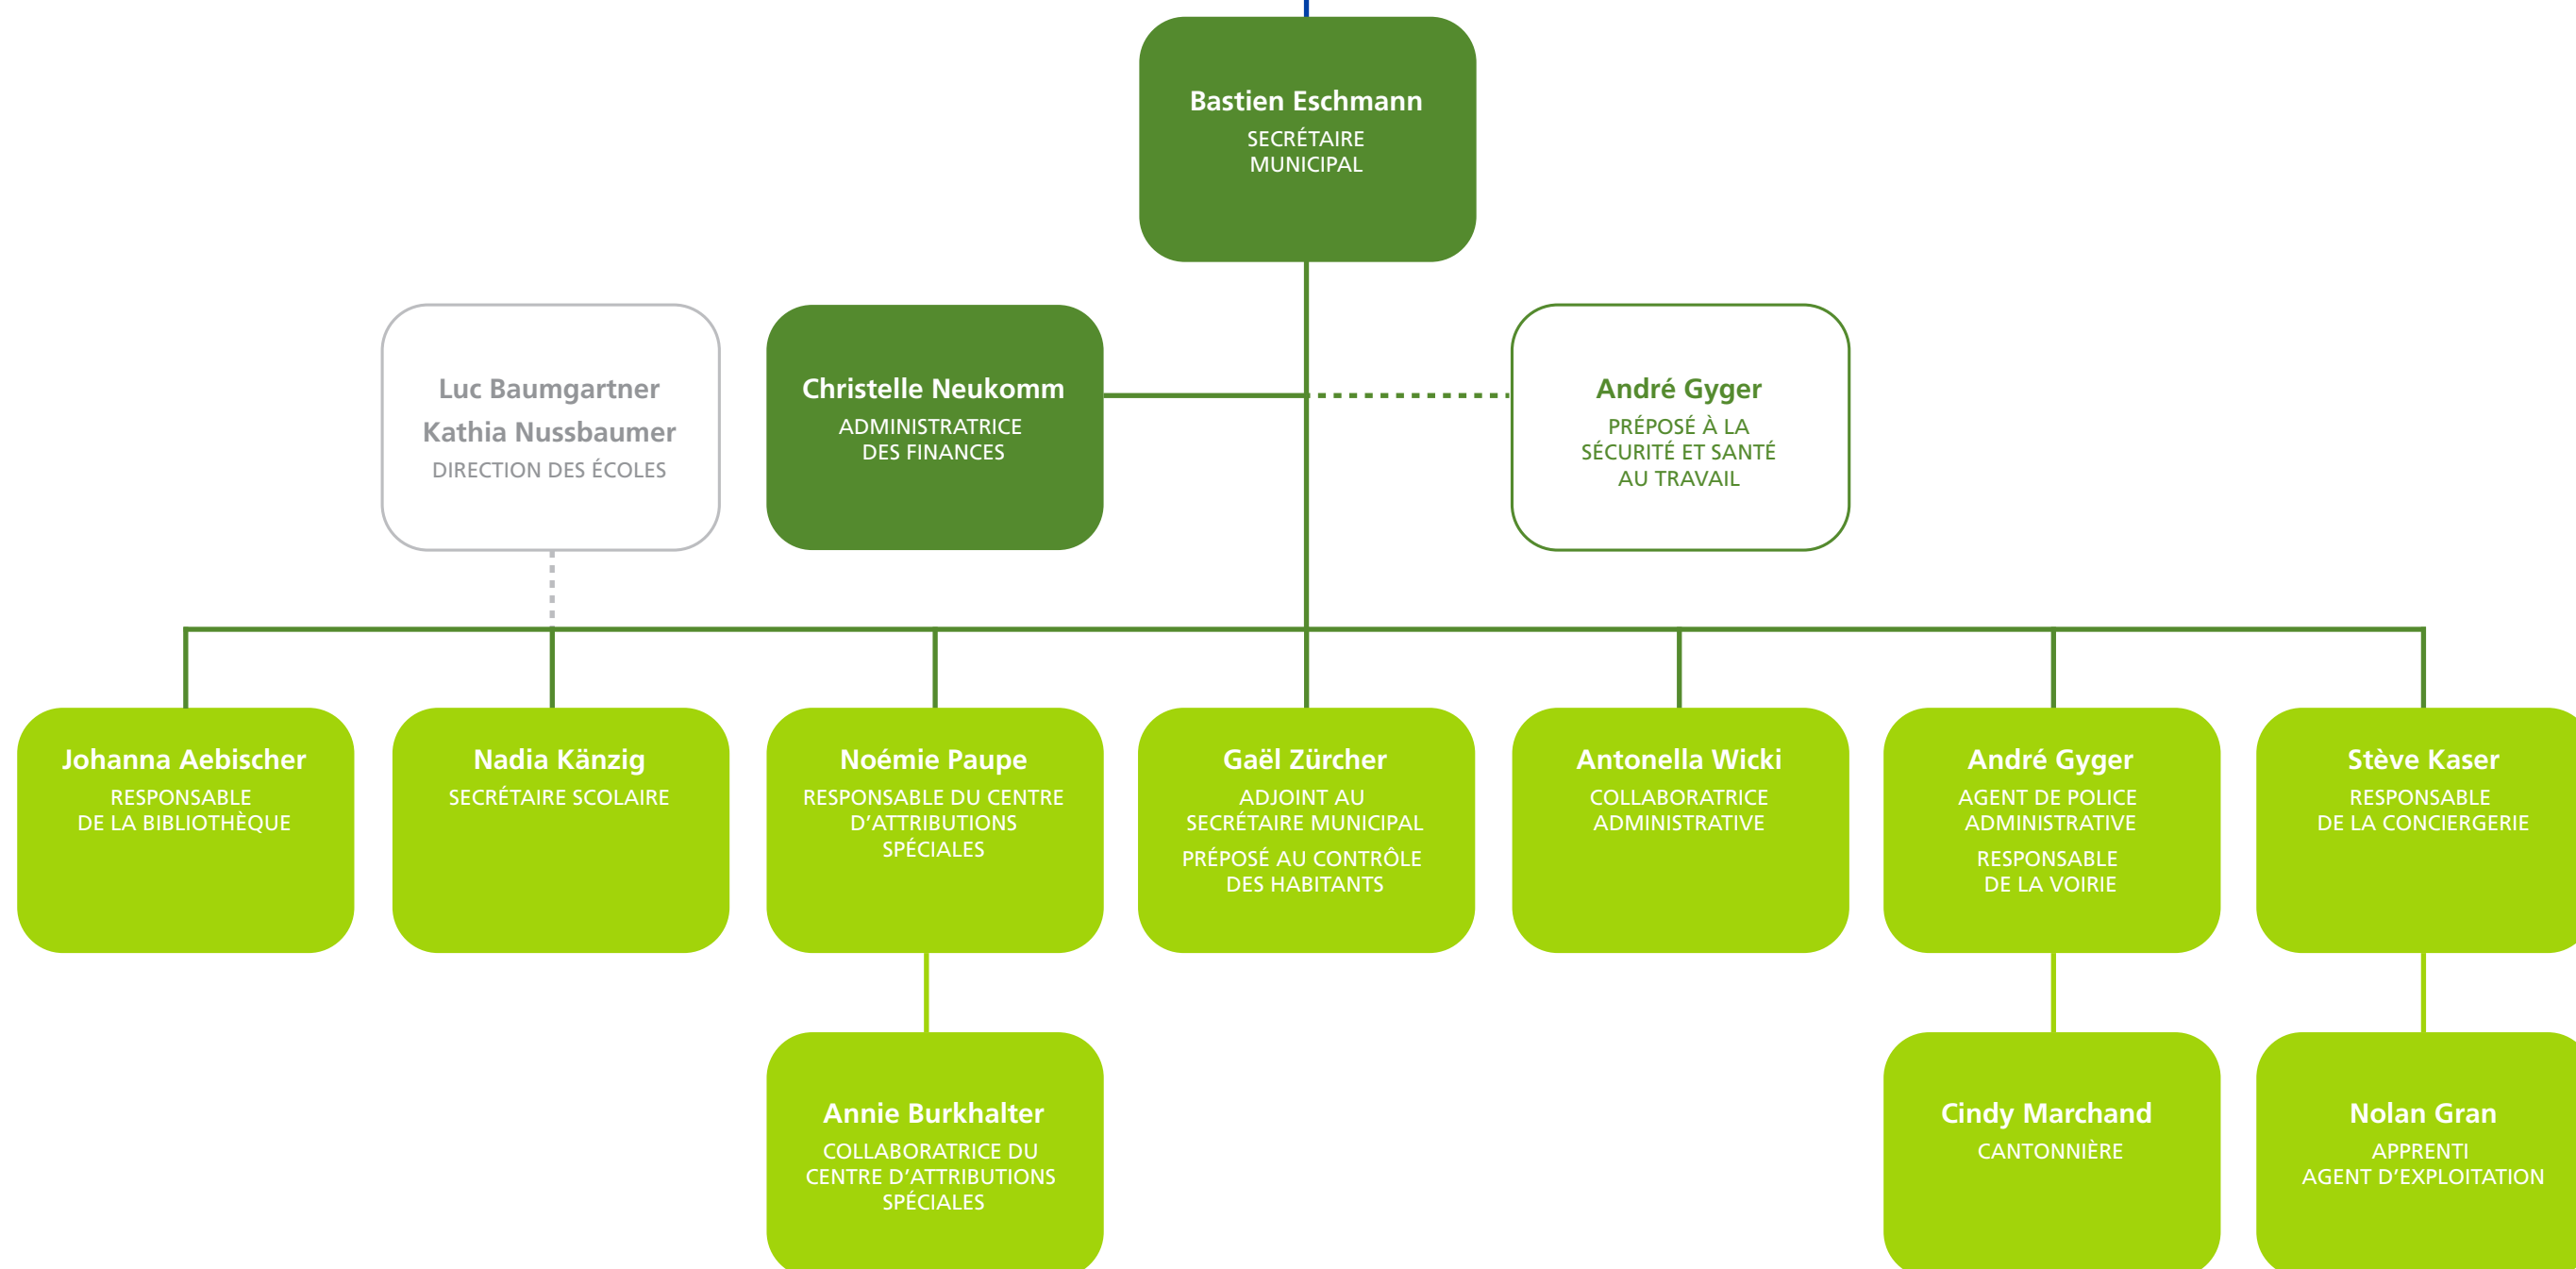 Bastien Eschmann
SECRÉTAIRE
MUNICIPAL
Luc Baumgartner
Kathia Nussbaumer
DIRECTION DES ÉCOLES
Christelle Neukomm
ADMINISTRATRICE
DES FINANCES
André Gyger
PRÉPOSÉ À LA
SÉCURITÉ ET SANTÉ
AU TRAVAIL
Johanna Aebischer
RESPONSABLE
DE LA BIBLIOTHÈQUE
Nadia Känzig
SECRÉTAIRE SCOLAIRE
Noémie Paupe
RESPONSABLE DU CENTRE
D’ATTRIBUTIONS
SPÉCIALES
Gaël Zürcher
ADJOINT AU
SECRÉTAIRE MUNICIPAL
PRÉPOSÉ AU CONTRÔLE
DES HABITANTS
Antonella Wicki
COLLABORATRICE
ADMINISTRATIVE
André Gyger
AGENT DE POLICE
ADMINISTRATIVE
RESPONSABLE
DE LA VOIRIE
Stève Kaser
RESPONSABLE
DE LA CONCIERGERIE
Annie Burkhalter
COLLABORATRICE DU
CENTRE D’ATTRIBUTIONS
SPÉCIALES
Cindy Marchand
CANTONNIÈRE
Nolan Gran
APPRENTI
AGENT D’EXPLOITATION